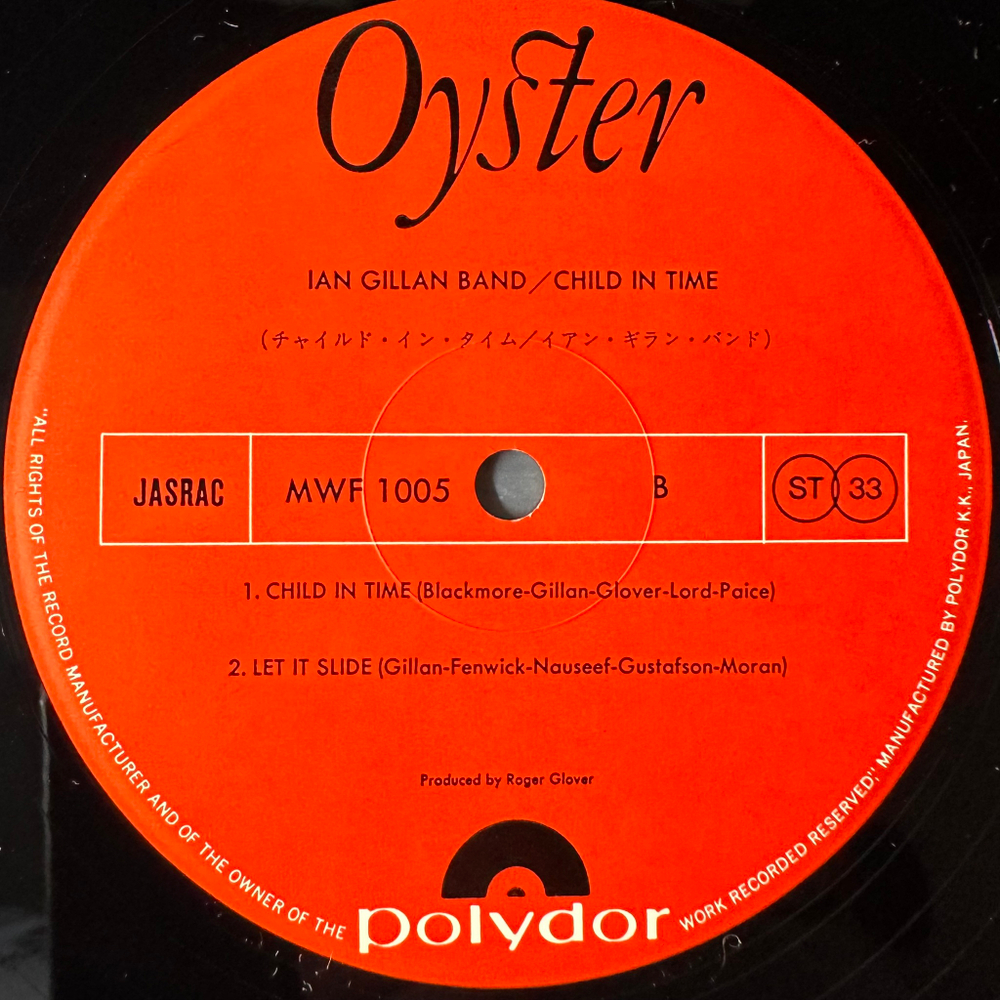 Oyster
IAN GILLAN BAND／CHILD IN TIME
(チャイルド・イン・タイム／イアン・ギラン・バンド)
JASRAC MWF 1005 B ST 33
1. CHILD IN TIME (Blackmore-Gillan-Glover-Lord-Paice)
2. LET IT SLIDE (Gillan-Fenwick-Nauseef-Gustafson-Moran)
Produced by Roger Glover
polydor
"ALL RIGHTS OF THE RECORD MANUFACTURER AND OF THE OWNER OF THE WORK RECORDED RESERVED," MANUFACTURED BY POLYDOR K.K., JAPAN.